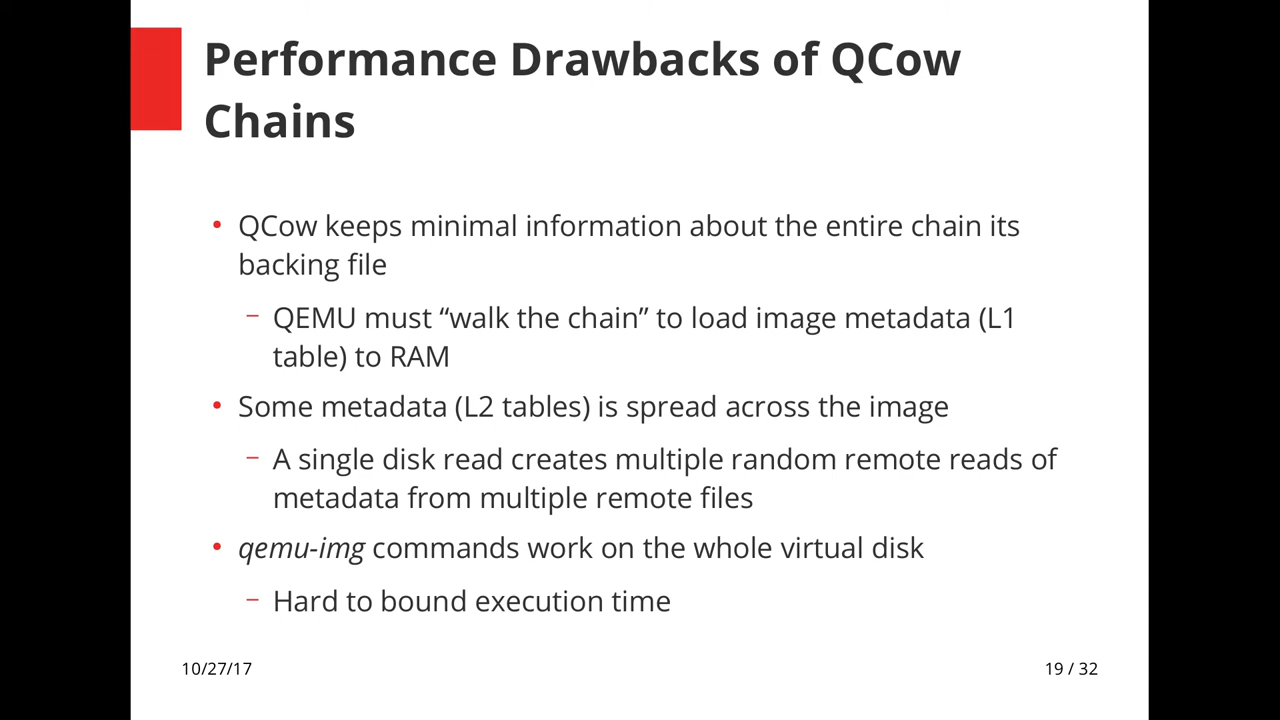 Performance Drawbacks of QCow
Chains
• QCow keeps minimal information about the entire chain its
backing file
– QEMU must “walk the chain” to load image metadata (L1
table) to RAM
• Some metadata (L2 tables) is spread across the image
– A single disk read creates multiple random remote reads of
metadata from multiple remote files
• qemu-img commands work on the whole virtual disk
– Hard to bound execution time
10/27/17
19 / 32